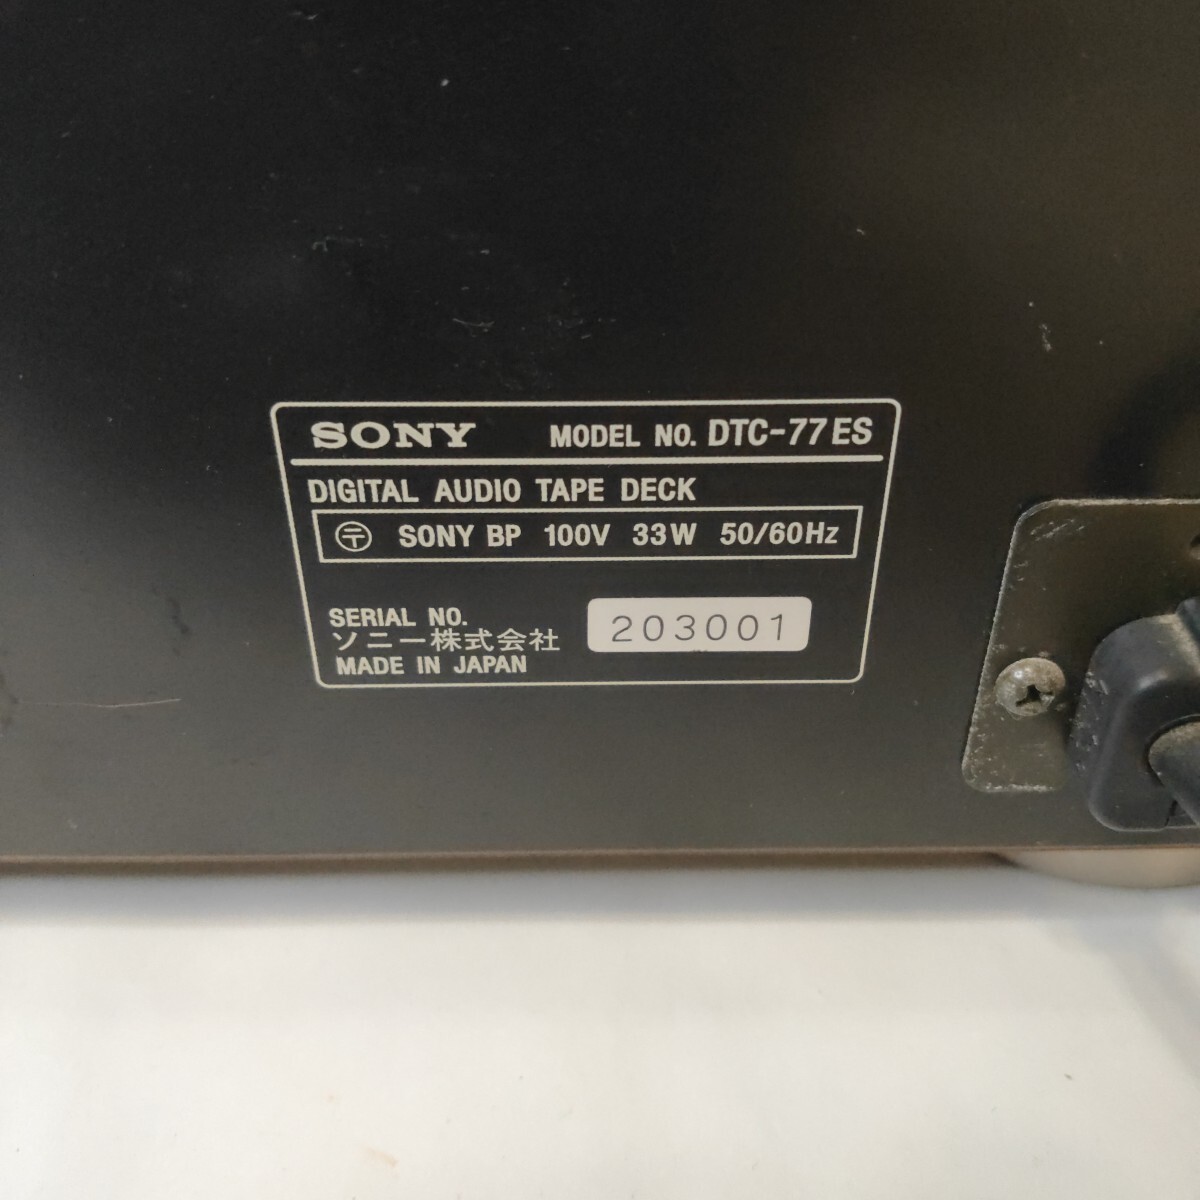 SONY MODEL NO. DTC-77ES
DIGITAL AUDIO TAPE DECK
〶 SONY BP 100V 33W 50/60Hz
SERIAL NO. 203001
ソニー株式会社
MADE IN JAPAN